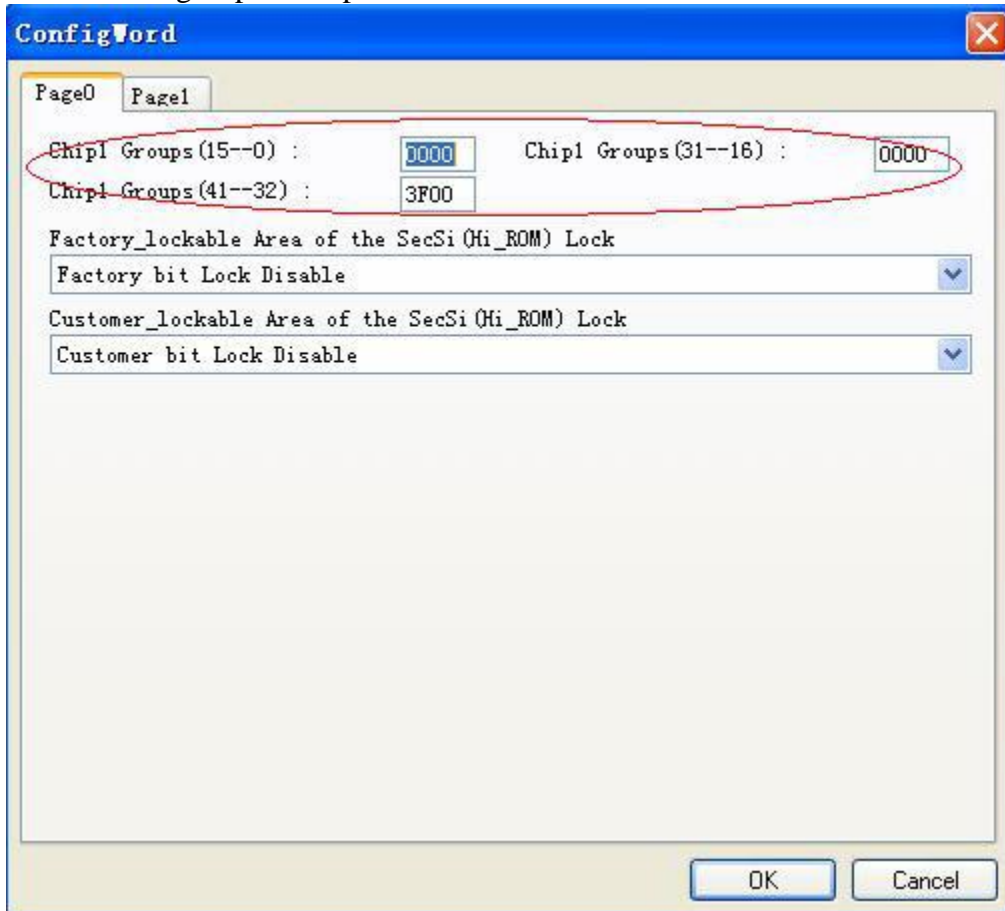 ConfigWord
Page0 Page1
Chip1 Groups(15--0) : 0000 Chip1 Groups(31--16) : 0000
Chip1 Groups(41--32) : 3F00
Factory_lockable Area of the SecSi(Hi_ROM) Lock
Factory bit Lock Disable
Customer_lockable Area of the SecSi(Hi_ROM) Lock
Customer bit Lock Disable
OK Cancel